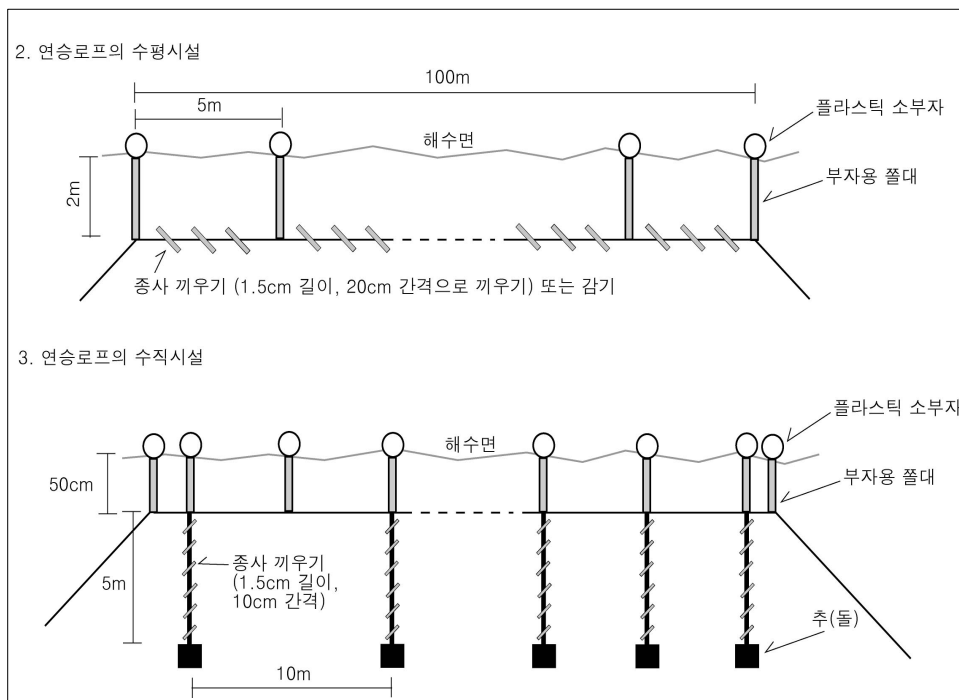 2. 연승로프의 수평시설
100m
5m
플라스틱 소부자
해수면
부자용 쫄대
2m
종사 끼우기 (1.5cm 길이, 20cm 간격으로 끼우기) 또는 감기
3. 연승로프의 수직시설
플라스틱 소부자
해수면
50cm
부자용 쫄대
5m
종사 끼우기
(1.5cm 길이,
10cm 간격)
추(돌)
10m